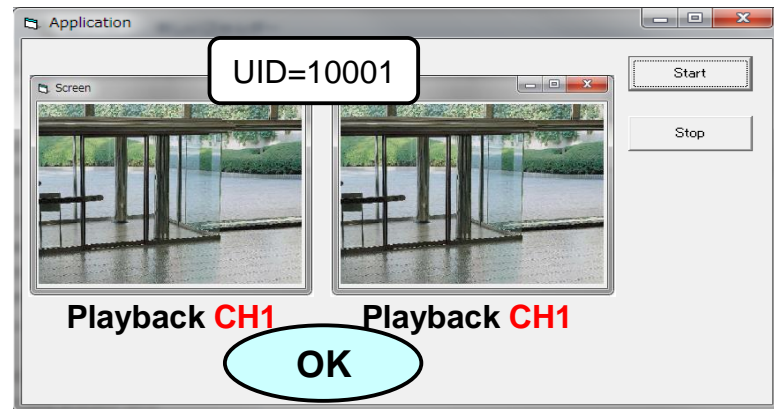 Application
UID=10001
Screen
Start
Stop
Playback CH1
Playback CH1
OK